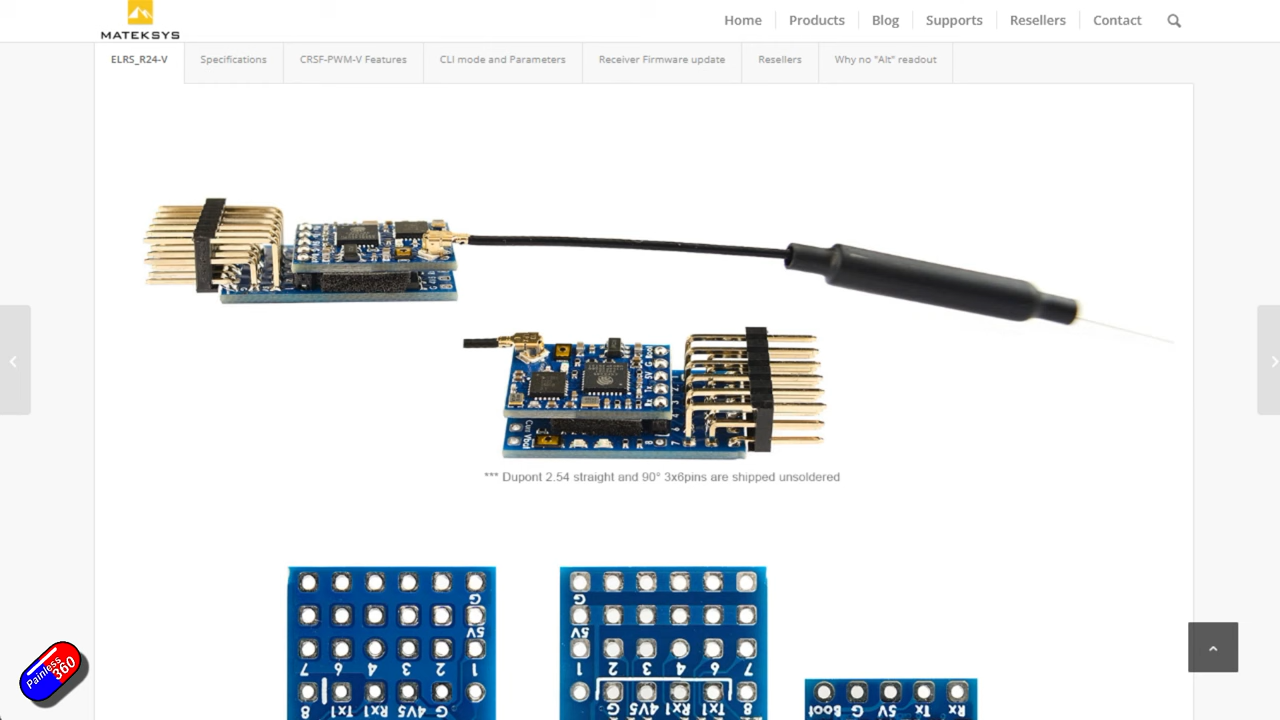 MATEKSYS
Home Products Blog Supports Resellers Contact
ELRS_R24-V Specifications CRSF-PWM-V Features CLI mode and Parameters Receiver Firmware update Resellers Why no "Alt" readout
*** Dupont 2.54 straight and 90° 3x6pins are shipped unsoldered
G G
5V 5V
7 6 4 3 2 1 1 2 3 4 6 7
8 Tx1 Rx1 4V5 G G 4V5 Rx1 Tx1 8
Boot G 5V Tx Rx
Painless
360